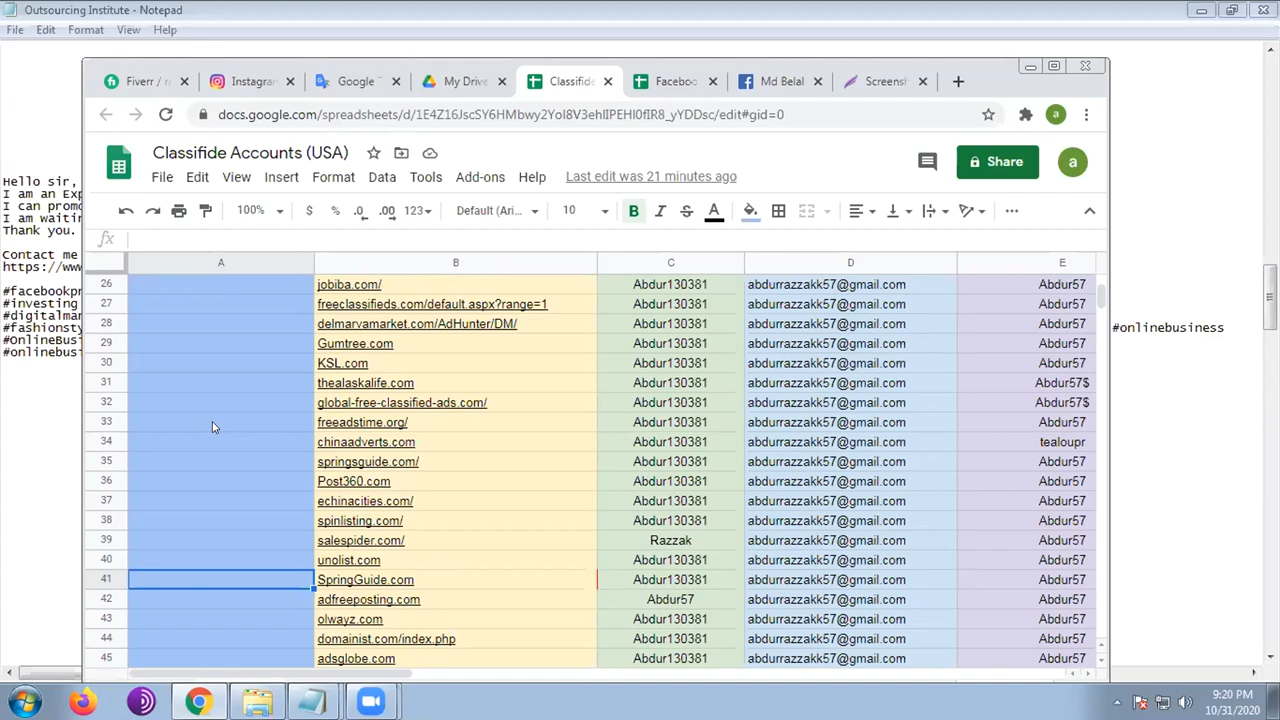 Outsourcing Institute - Notepad
File Edit Format View Help
Fiverr / ra
Instagram
Google T
My Drive
Classifide
Faceboo
Md Belal
Screensh
docs.google.com/spreadsheets/d/1E4Z16JscSY6HMbwy2Yol8V3ehlIPEHl0fIR8_yYDDsc/edit#gid=0
a
Classifide Accounts (USA)
Share
a
File Edit View Insert Format Data Tools Add-ons Help Last edit was 21 minutes ago
100% $ % .0 .00 123 Default (Ari... 10 B I S A
fx
A B C D E
26 jobiba.com/ Abdur130381 abdurrazzakk57@gmail.com Abdur57
27 freeclassifieds.com/default.aspx?range=1 Abdur130381 abdurrazzakk57@gmail.com Abdur57
28 delmarvamarket.com/AdHunter/DM/ Abdur130381 abdurrazzakk57@gmail.com Abdur57
29 Gumtree.com Abdur130381 abdurrazzakk57@gmail.com Abdur57
30 KSL.com Abdur130381 abdurrazzakk57@gmail.com Abdur57
31 thealaskalife.com Abdur130381 abdurrazzakk57@gmail.com Abdur57$
32 global-free-classified-ads.com/ Abdur130381 abdurrazzakk57@gmail.com Abdur57$
33 freeadstime.org/ Abdur130381 abdurrazzakk57@gmail.com Abdur57
34 chinaadverts.com Abdur130381 abdurrazzakk57@gmail.com tealoupr
35 springsguide.com/ Abdur130381 abdurrazzakk57@gmail.com Abdur57
36 Post360.com Abdur130381 abdurrazzakk57@gmail.com Abdur57
37 echinacities.com/ Abdur130381 abdurrazzakk57@gmail.com Abdur57
38 spinlisting.com/ Abdur130381 abdurrazzakk57@gmail.com Abdur57
39 salespider.com/ Razzak abdurrazzakk57@gmail.com Abdur57
40 unolist.com Abdur130381 abdurrazzakk57@gmail.com Abdur57
41 SpringGuide.com Abdur130381 abdurrazzakk57@gmail.com Abdur57
42 adfreeposting.com Abdur57 abdurrazzakk57@gmail.com Abdur57
43 olwayz.com Abdur130381 abdurrazzakk57@gmail.com Abdur57
44 domainist.com/index.php Abdur130381 abdurrazzakk57@gmail.com Abdur57
45 adsglobe.com Abdur130381 abdurrazzakk57@gmail.com Abdur57
Hello sir,
I am an Exp
I can promo
I am waitin
Thank you.
Contact me
https://www
#facebookpr
#investing
#digitalmar
#fashionsty
#onlinebusiness
#OnlineBusi
#onlinebusi
9:20 PM
10/31/2020